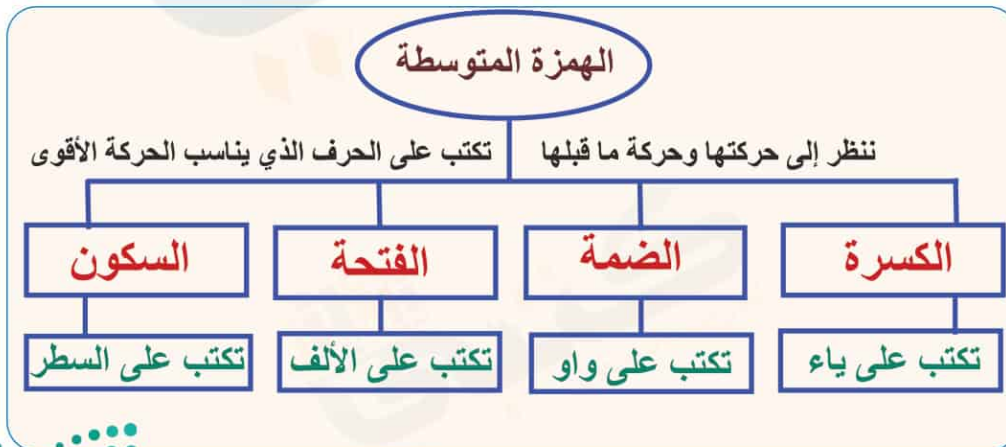 الهمزة المتوسطة
ننظر إلى حركتها وحركة ما قبلها تكتب على الحرف الذي يناسب الحركة الأقوى
الكسرة الضمة الفتحة السكون
تكتب على ياء تكتب على واو تكتب على الألف تكتب على السطر